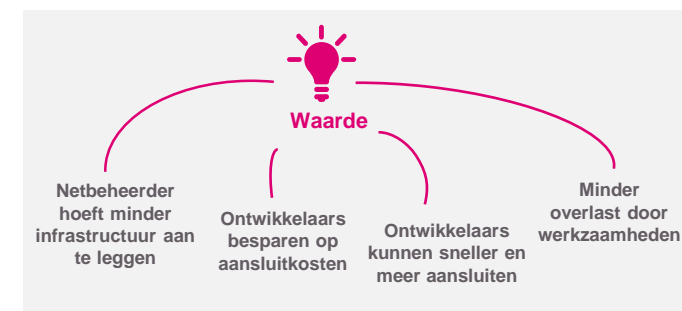 Waarde
Netbeheerder
hoeft minder
infrastructuur aan
te leggen
Ontwikkelaars
besparen op
aansluitkosten
Ontwikkelaars
kunnen sneller en
meer aansluiten
Minder
overlast door
werkzaamheden